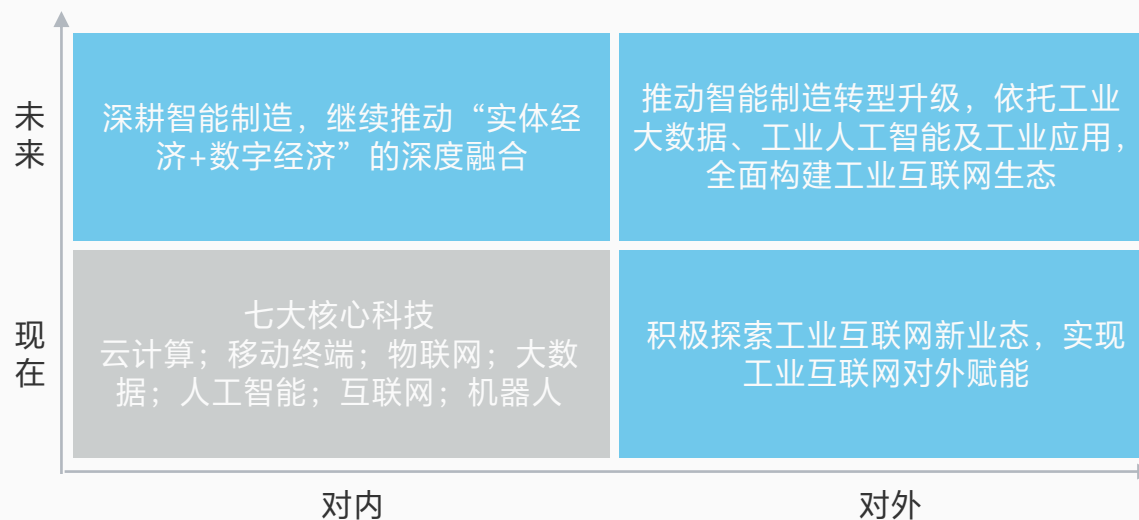 未来
深耕智能制造，继续推动“实体经
济+数字经济”的深度融合
推动智能制造转型升级，依托工业
大数据、工业人工智能及工业应用，
全面构建工业互联网生态
现在
七大核心科技
云计算；移动终端；物联网；大数
据；人工智能；互联网；机器人
积极探索工业互联网新业态，实现
工业互联网对外赋能
对内
对外